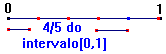 0 1
4/5 do
intervalo[0,1]